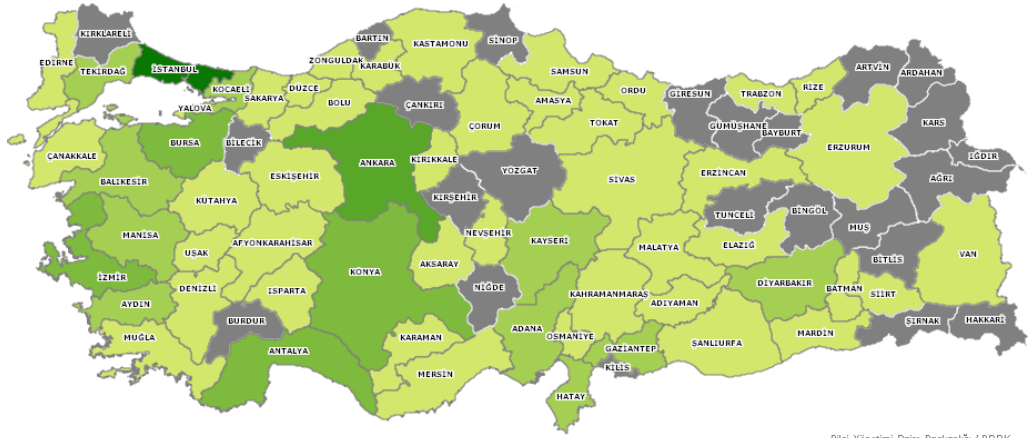 KIRKLARELİ
EDİRNE
TEKİRDAĞ
İSTANBUL
KOCAELİ
YALOVA
SAKARYA
DÜZCE
ZONGULDAK
BARTIN
KARABÜK
KASTAMONU
SİNOP
BOLU
ÇANKIRI
SAMSUN
AMASYA
ORDU
TOKAT
ÇORUM
GİRESUN
TRABZON
RİZE
ARTVİN
ARDAHAN
GÜMÜŞHANE
BAYBURT
KARS
ERZURUM
IĞDIR
AĞRI
ÇANAKKALE
BURSA
BİLECİK
BALIKESİR
ESKİŞEHİR
ANKARA
KIRIKKALE
YOZGAT
SİVAS
ERZİNCAN
KÜTAHYA
KIRŞEHİR
TUNCELİ
BİNGÖL
MUŞ
MANİSA
UŞAK
AFYONKARAHİSAR
NEVŞEHİR
KAYSERİ
MALATYA
ELAZIĞ
BİTLİS
VAN
İZMİR
KONYA
AKSARAY
NİĞDE
DİYARBAKIR
BATMAN
SİİRT
AYDIN
DENİZLİ
ISPARTA
KAHRAMANMARAŞ
ADIYAMAN
BURDUR
ŞIRNAK
HAKKARİ
MUĞLA
ANTALYA
KARAMAN
MERSİN
ADANA
OSMANİYE
GAZİANTEP
ŞANLIURFA
MARDİN
KİLİS
HATAY